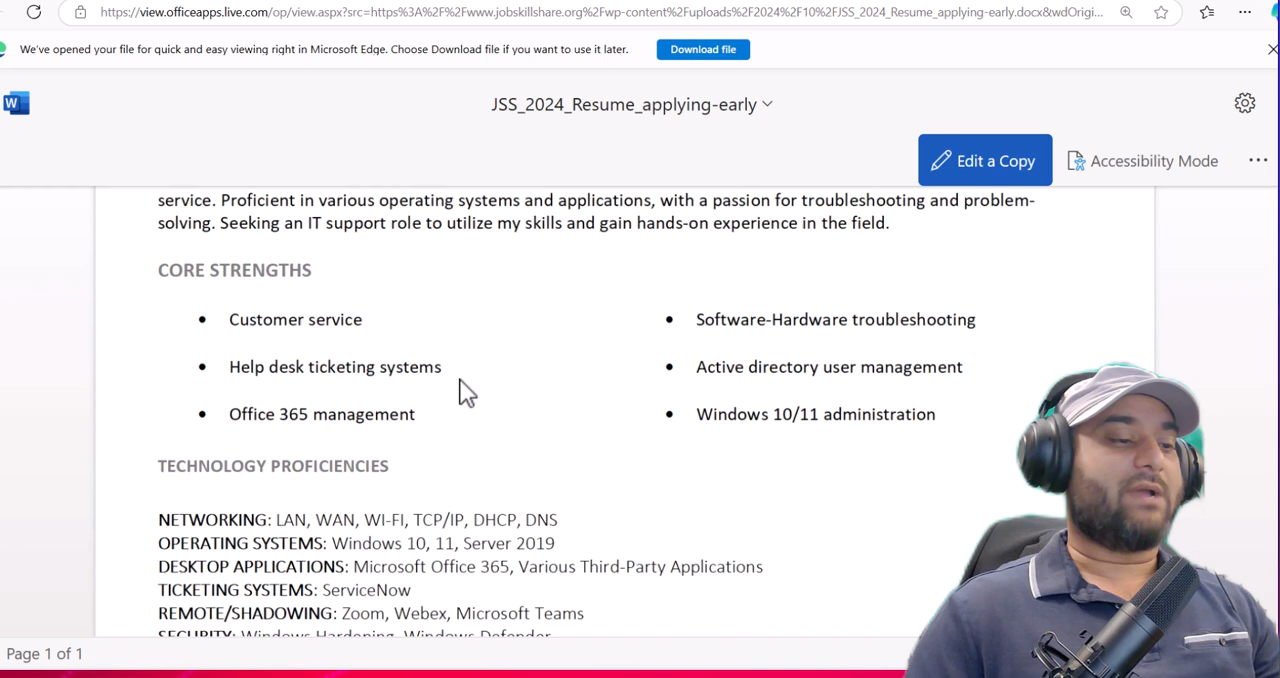 https://view.officeapps.live.com/op/view.aspx?src=https%3A%2F%2Fwww.jobskillshare.org%2Fwp-content%2Fuploads%2F2024%2F10%2FJSS_2024_Resume_applying-early.docx&wdOrigi...
We've opened your file for quick and easy viewing right in Microsoft Edge. Choose Download file if you want to use it later.
Download file
W
JSS_2024_Resume_applying-early
Edit a Copy
Accessibility Mode
service. Proficient in various operating systems and applications, with a passion for troubleshooting and problem-
solving. Seeking an IT support role to utilize my skills and gain hands-on experience in the field.
CORE STRENGTHS
• Customer service
• Software-Hardware troubleshooting
• Help desk ticketing systems
• Active directory user management
• Office 365 management
• Windows 10/11 administration
TECHNOLOGY PROFICIENCIES
NETWORKING: LAN, WAN, WI-FI, TCP/IP, DHCP, DNS
OPERATING SYSTEMS: Windows 10, 11, Server 2019
DESKTOP APPLICATIONS: Microsoft Office 365, Various Third-Party Applications
TICKETING SYSTEMS: ServiceNow
REMOTE/SHADOWING: Zoom, Webex, Microsoft Teams
SECURITY: Windows Hardening, Windows Defender
Page 1 of 1